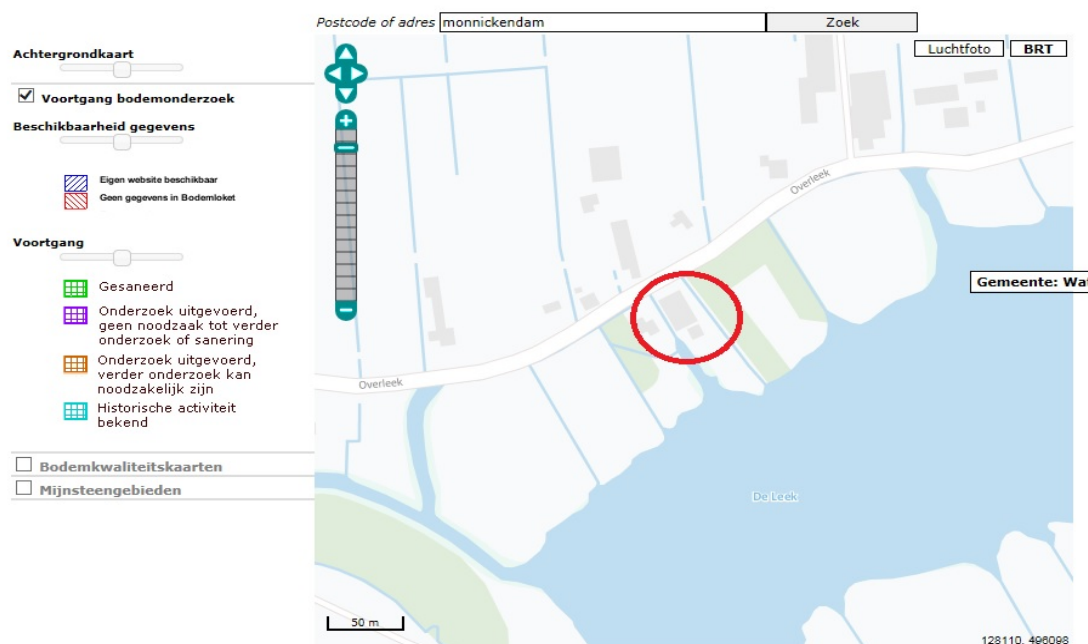 Postcode of adres monnickendam Zoek
Achtergrondkaart
Voortgang bodemonderzoek
Beschikbaarheid gegevens
Eigen website beschikbaar
Geen gegevens in Bodemloket
Voortgang
Gesaneerd
Onderzoek uitgevoerd,
geen noodzaak tot verder
onderzoek of sanering
Onderzoek uitgevoerd,
verder onderzoek kan
noodzakelijk zijn
Historische activiteit
bekend
Bodemkwaliteitskaarten
Mijnsteengebieden
Luchtfoto BRT
Overleek
Gemeente: Wat
Overleek
De Leek
50 m
128110, 496098